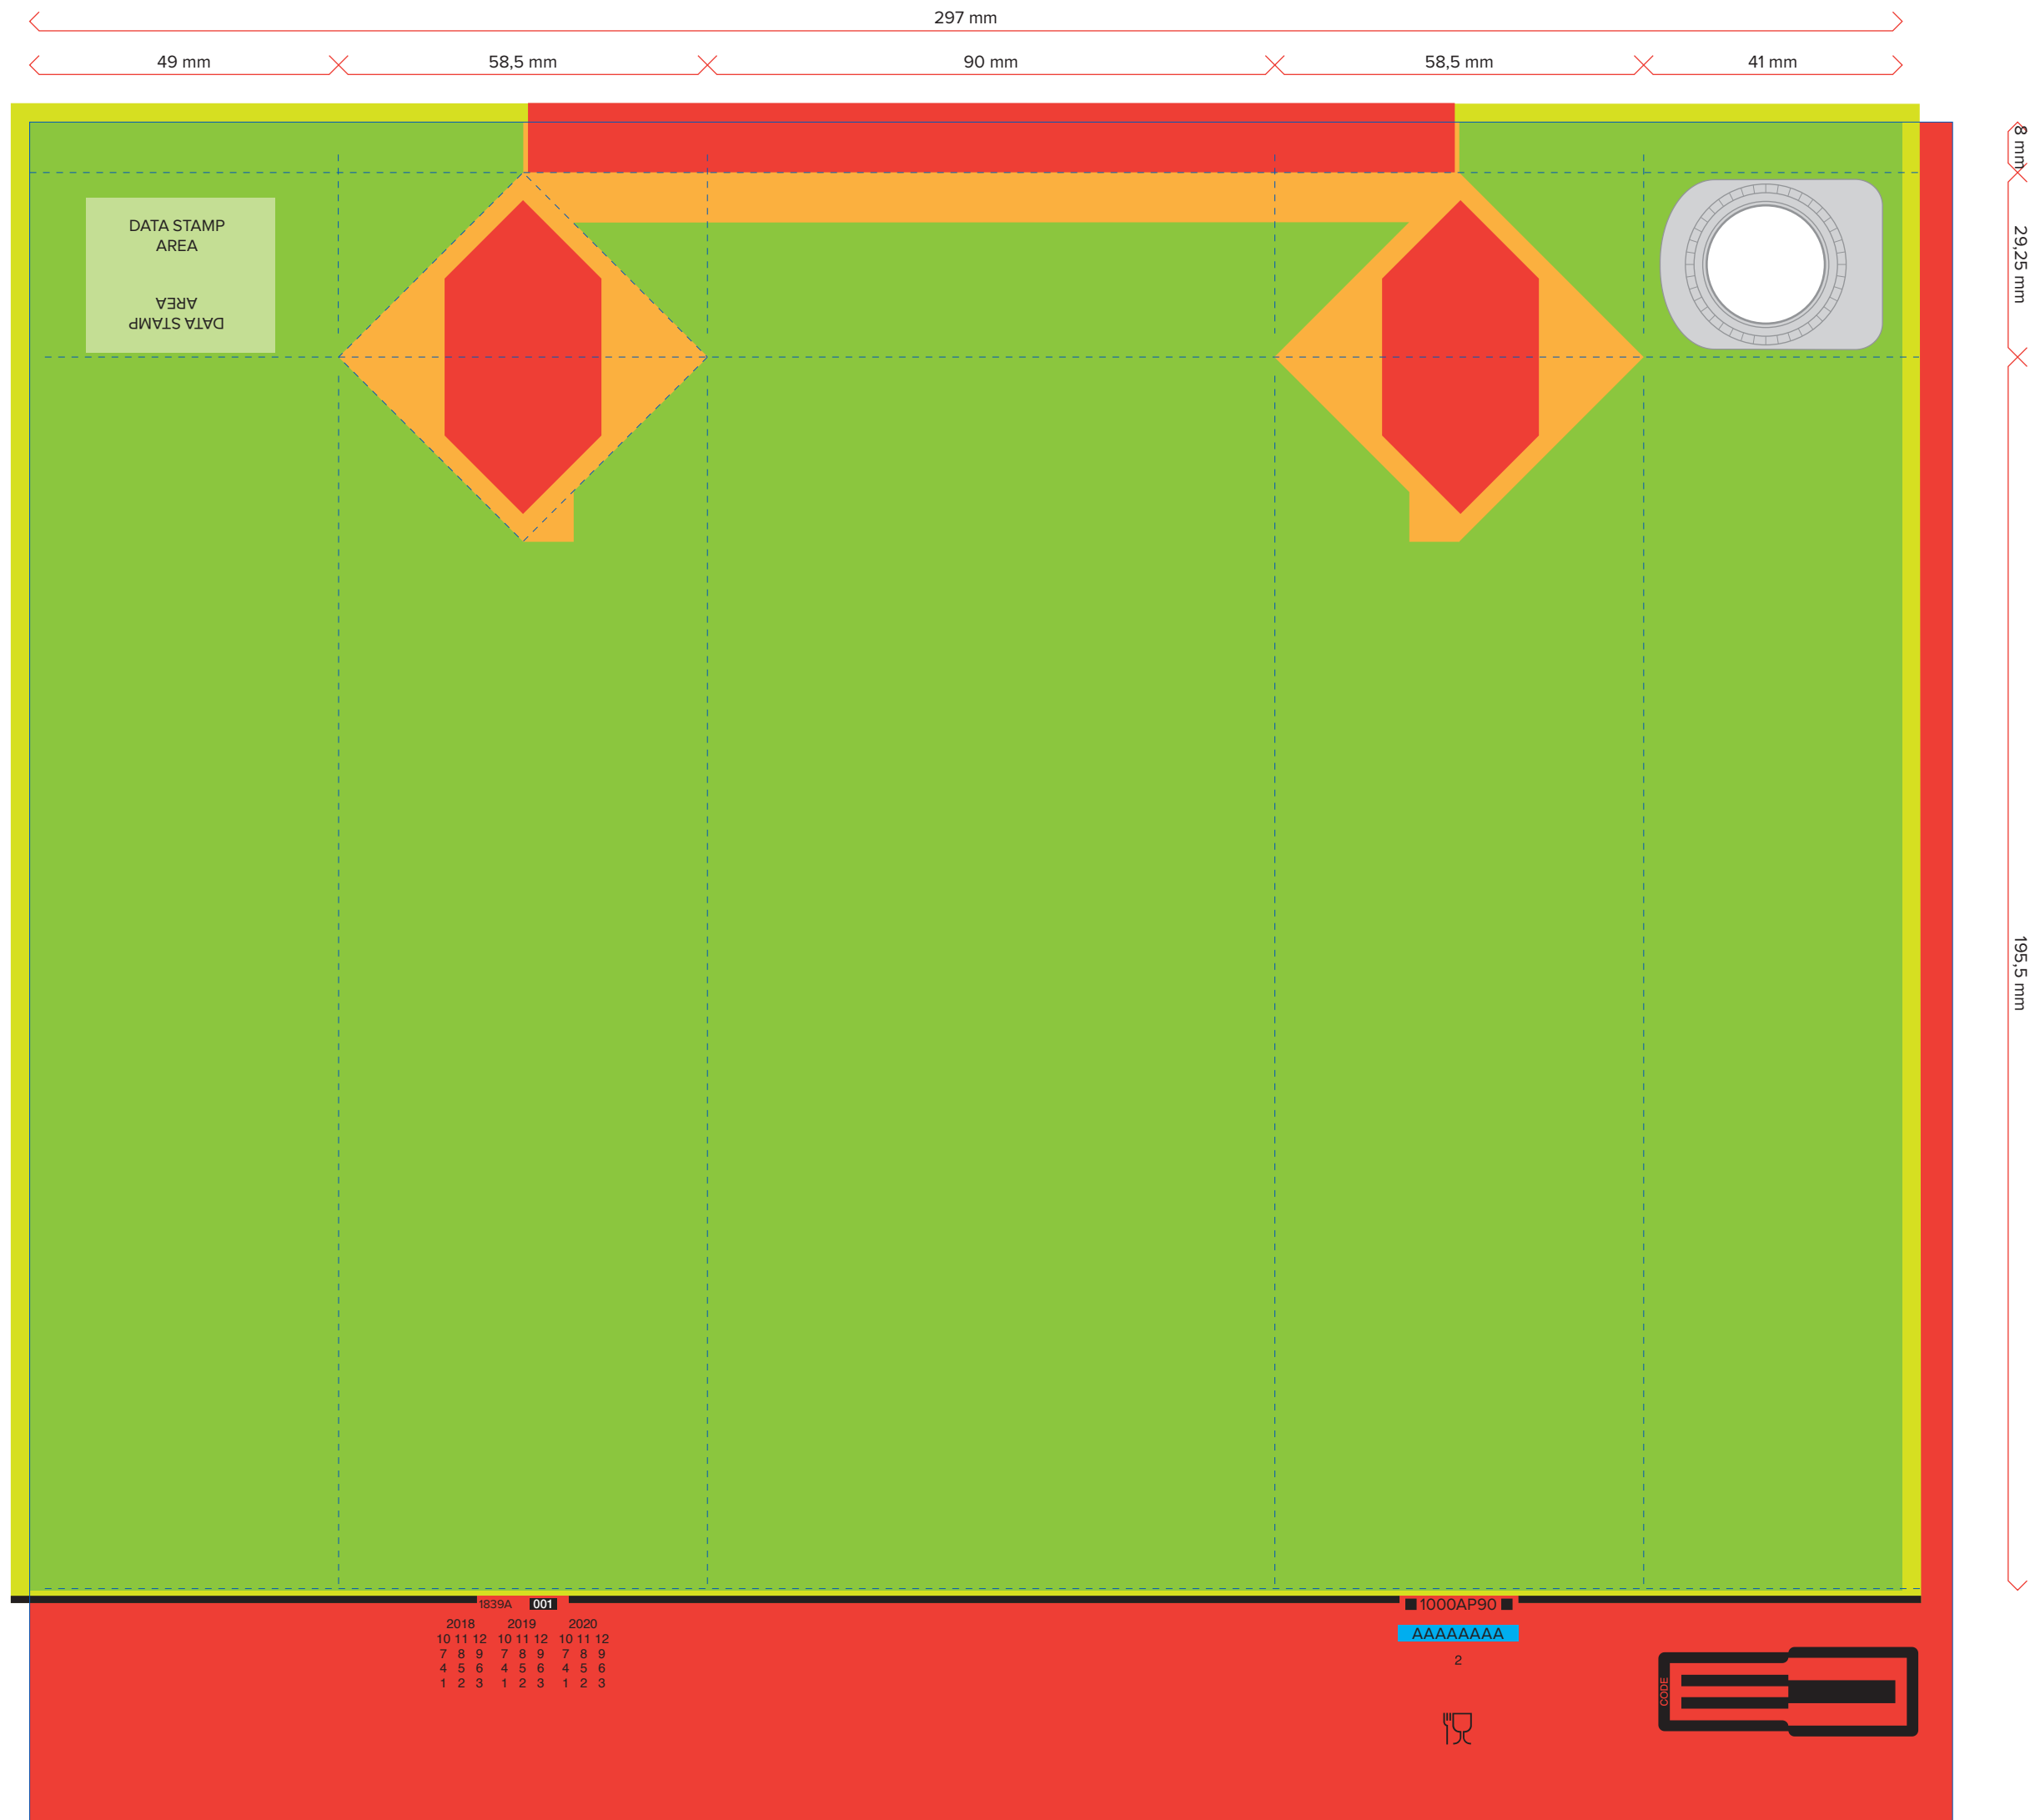 297 mm
49 mm
58,5 mm
90 mm
58,5 mm
41 mm
8 mm
29,25 mm
195,5 mm
DATA STAMP
AREA
DATA STAMP
AREA
1839A
001
2018 2019 2020
10 11 12 10 11 12 10 11 12
7 8 9 7 8 9 7 8 9
4 5 6 4 5 6 4 5 6
1 2 3 1 2 3 1 2 3
1000AP90
AAAAAAAA
2
CODE